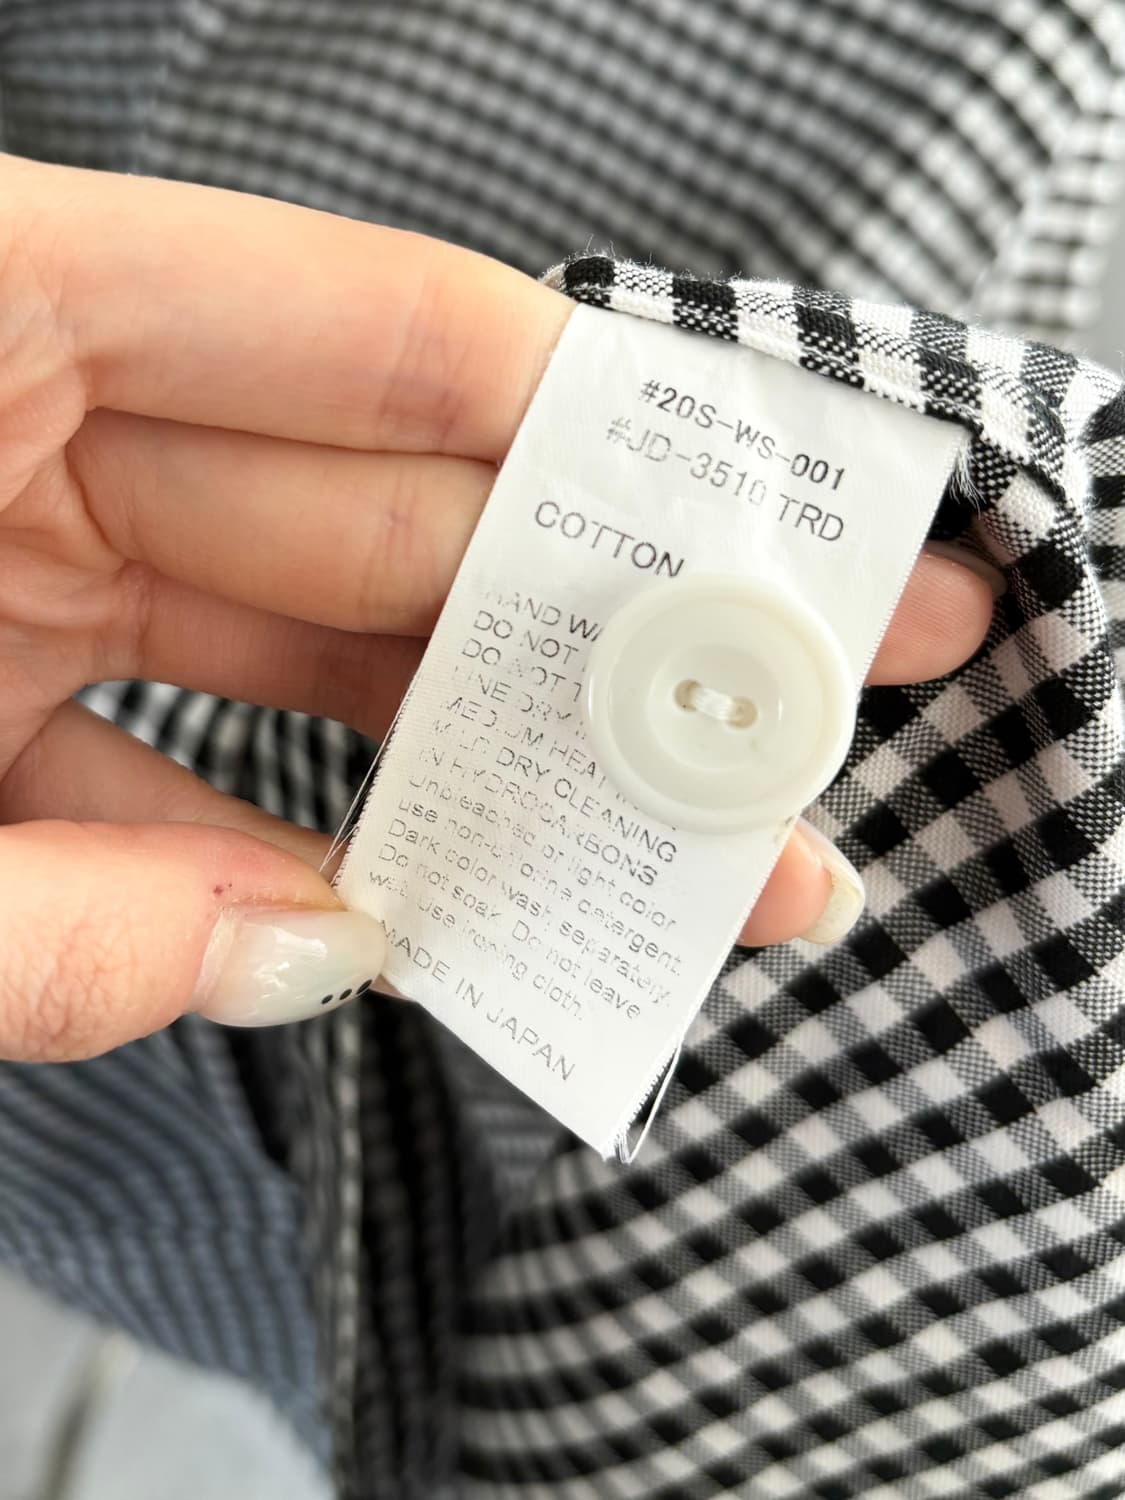 #20S-WS-001
#JD-3510 TRD
COTTON
HAND
DO NOT
DO NOT
LINE DRY
MEDIUM HEAT
MILD DRY CLEANING
IN HYDROCARBONS
Unbleached or light color
use non-chlorine detergent.
Dark color wash separately.
Do not soak. Do not leave
wet. Use ironing cloth.
MADE IN JAPAN